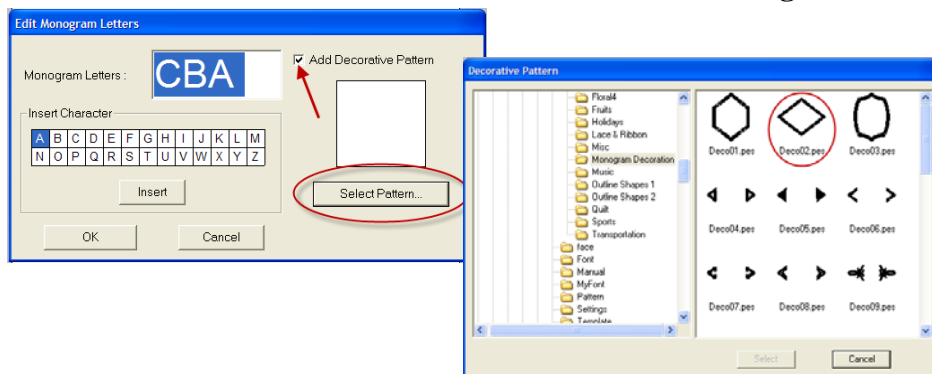 Edit Monogram Letters
Monogram Letters :
CBA
Add Decorative Pattern
Insert Character
A B C D E F G H I J K L M
N O P Q R S T U V W X Y Z
Insert
Select Pattern...
OK
Cancel
Decorative Pattern
Floral4
Fruits
Holidays
Lace & Ribbon
Misc
Monogram Decoration
Music
Outline Shapes 1
Outline Shapes 2
Quilt
Sports
Transportation
face
Font
Manual
MyFont
Pattern
Settings
Template
Deco01.pes
Deco02.pes
Deco03.pes
Deco04.pes
Deco05.pes
Deco06.pes
Deco07.pes
Deco08.pes
Deco09.pes
Select
Cancel